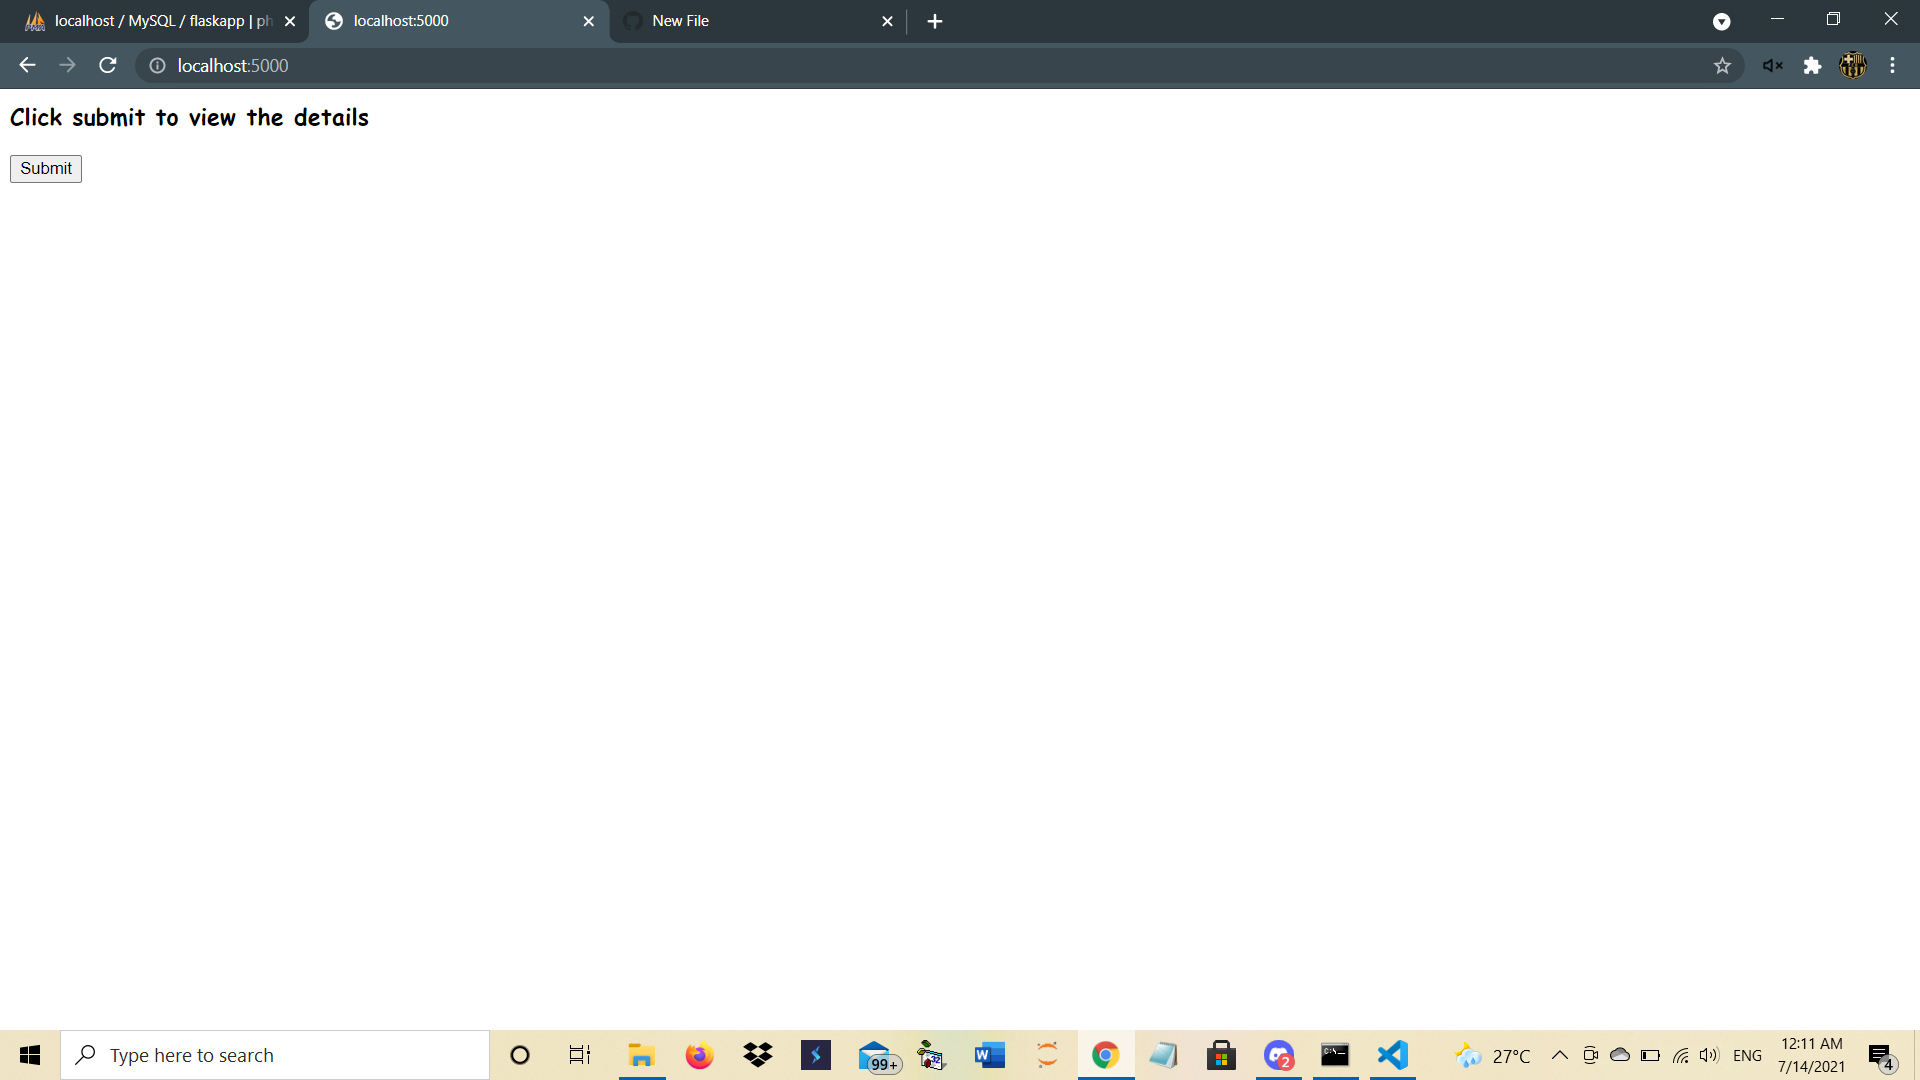 localhost / MySQL / flaskapp | ph
localhost:5000
New File
localhost:5000
Click submit to view the details
Submit
Type here to search
99+
32
W
2
C:\_
27°C
ENG
12:11 AM
7/14/2021
4